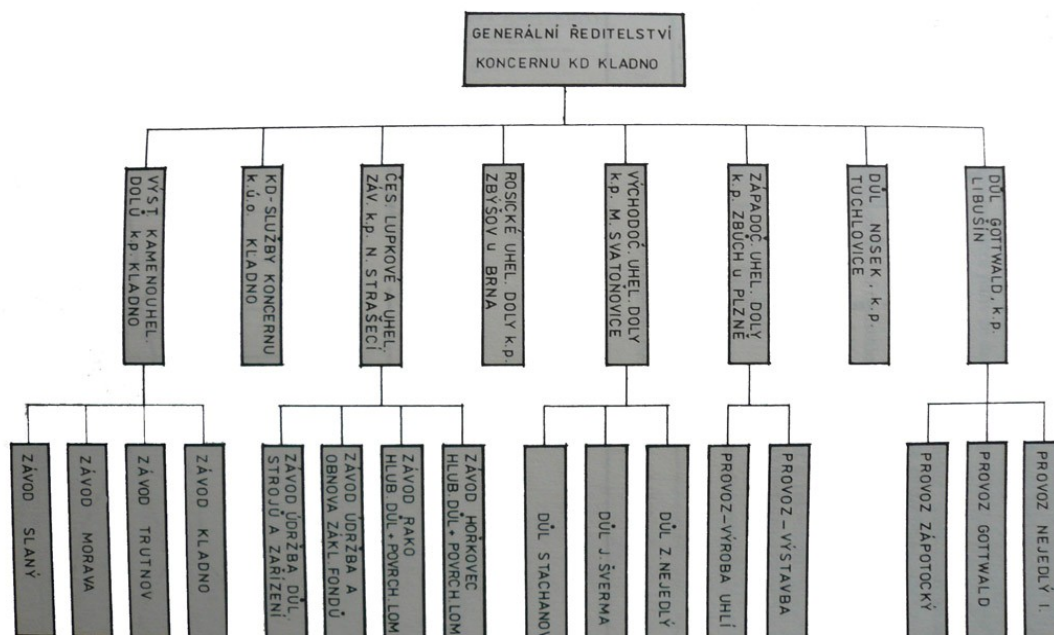 GENERÁLNÍ ŘEDITELSTVÍ
KONCERNU KD KLADNO
VÝST. KAMENOUHEL.
DOLŮ k.p. KLADNO
KD-SLUŽBY KONCERNU
k.ú.o. KLADNO
ČES. LUPKOVÉ A UHEL.
ZÁV. k.p. N. STRAŠECÍ
ROSICKÉ UHEL. DOLY k.p.
ZBÝŠOV u BRNA
VÝCHODOČ. UHEL. DOLY
k.p. M. SVATOŇOVICE
ZÁPADOČ. UHEL. DOLY
k.p. ZBŮCH u PLZNĚ
DŮL NOSEK, k.p.
TUCHLOVICE
DŮL GOTTWALD, k.p.
LIBUŠÍN
ZÁVOD SLANÝ
ZÁVOD MORAVA
ZÁVOD TRUTNOV
ZÁVOD KLADNO
ZÁVOD ÚDRŽBA DŮL.
STROJŮ A ZAŘÍZENÍ
ZÁVOD ÚDRŽBA A
OBNOVA ZÁKL. FONDŮ
ZÁVOD RAKO
HLUB. DŮL + POVRCH. LOM
ZÁVOD HOŘKOVEC
HLUB. DŮL + POVRCH. LOM
DŮL STACHANOV
DŮL J. ŠVERMA
DŮL Z. NEJEDLÝ
PROVOZ-VÝROBA UHLÍ
PROVOZ-VÝSTAVBA
PROVOZ ZÁPOTOCKÝ
PROVOZ GOTTWALD
PROVOZ NEJEDLÝ I.